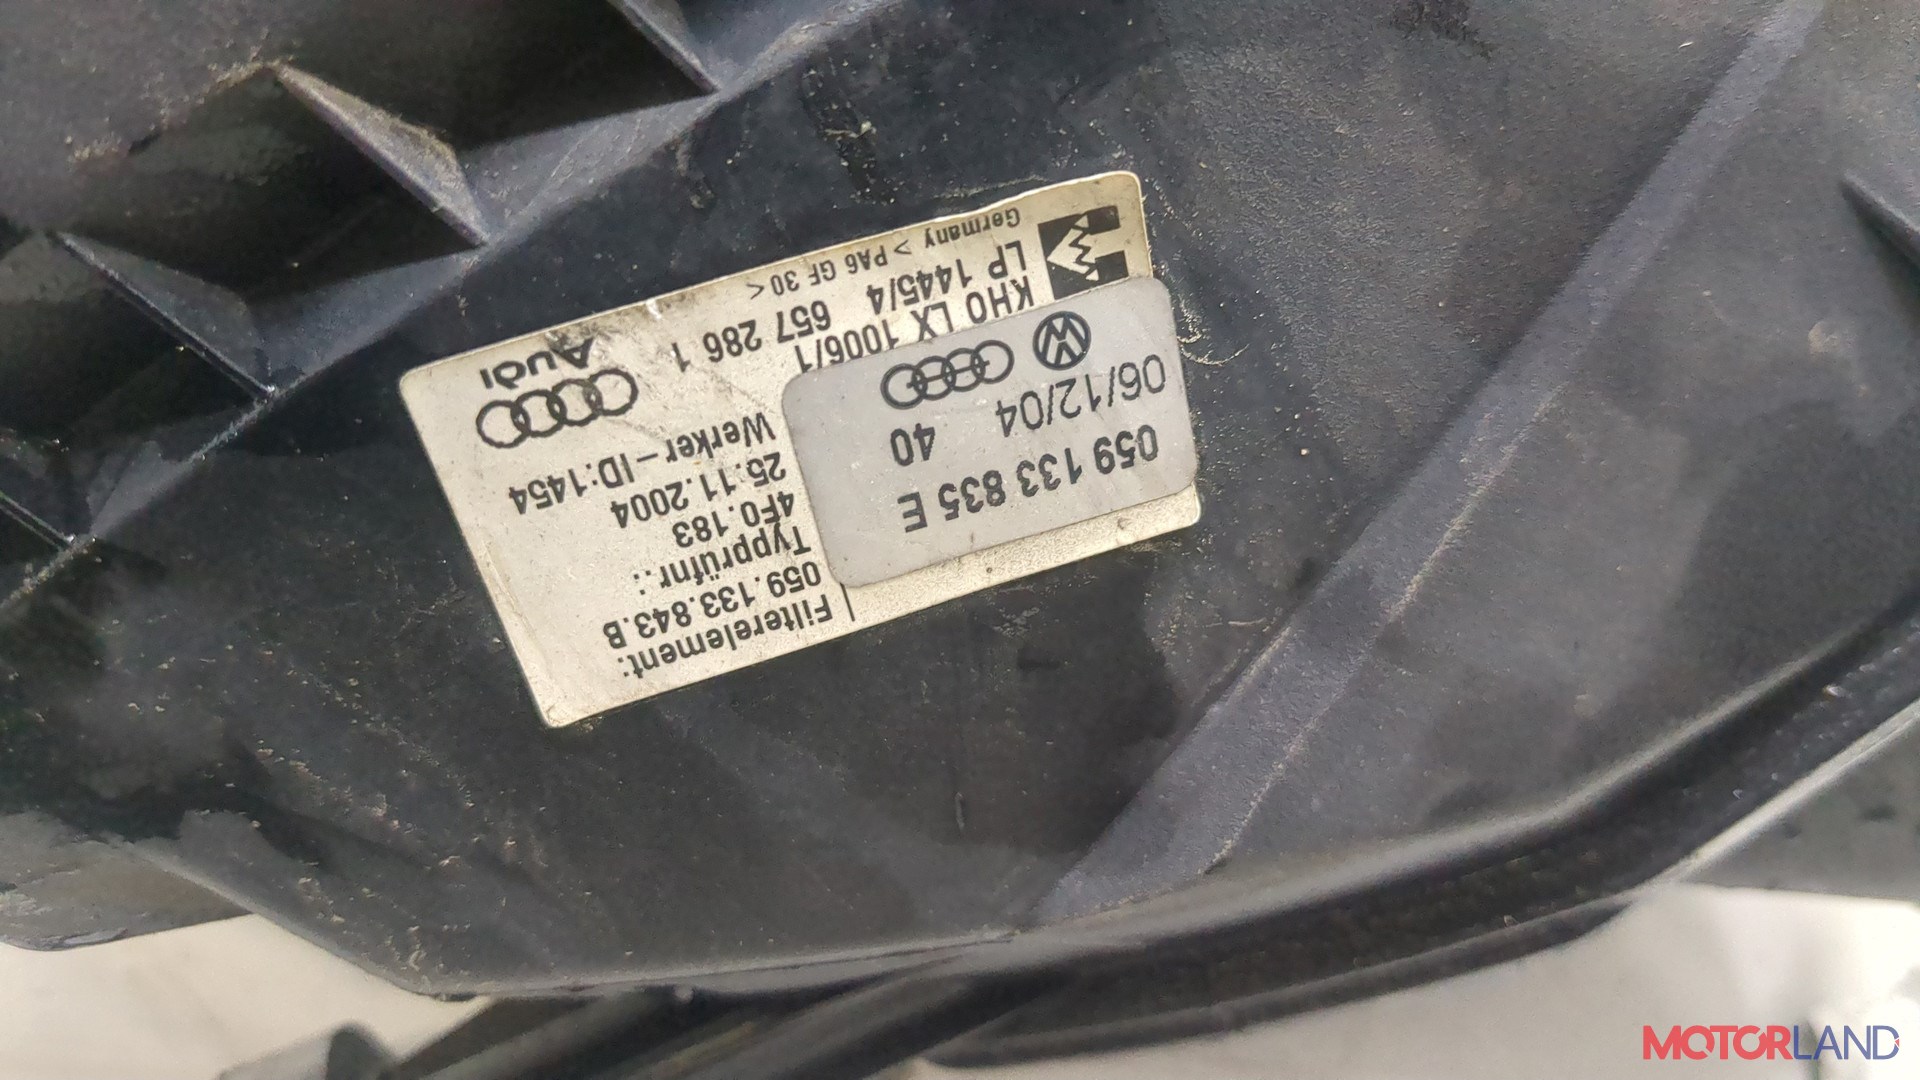 Filterelement:
059.133.843.B
Typprüfnr.:
4F0.183
25.11.2004
Werker-ID:1454
AUDI
059 133 835 E
40
06/12/04
KHO LX 1006/1
LP 1445/4 657 286 1
Germany > PA6 GF 30 <
MOTORLAND